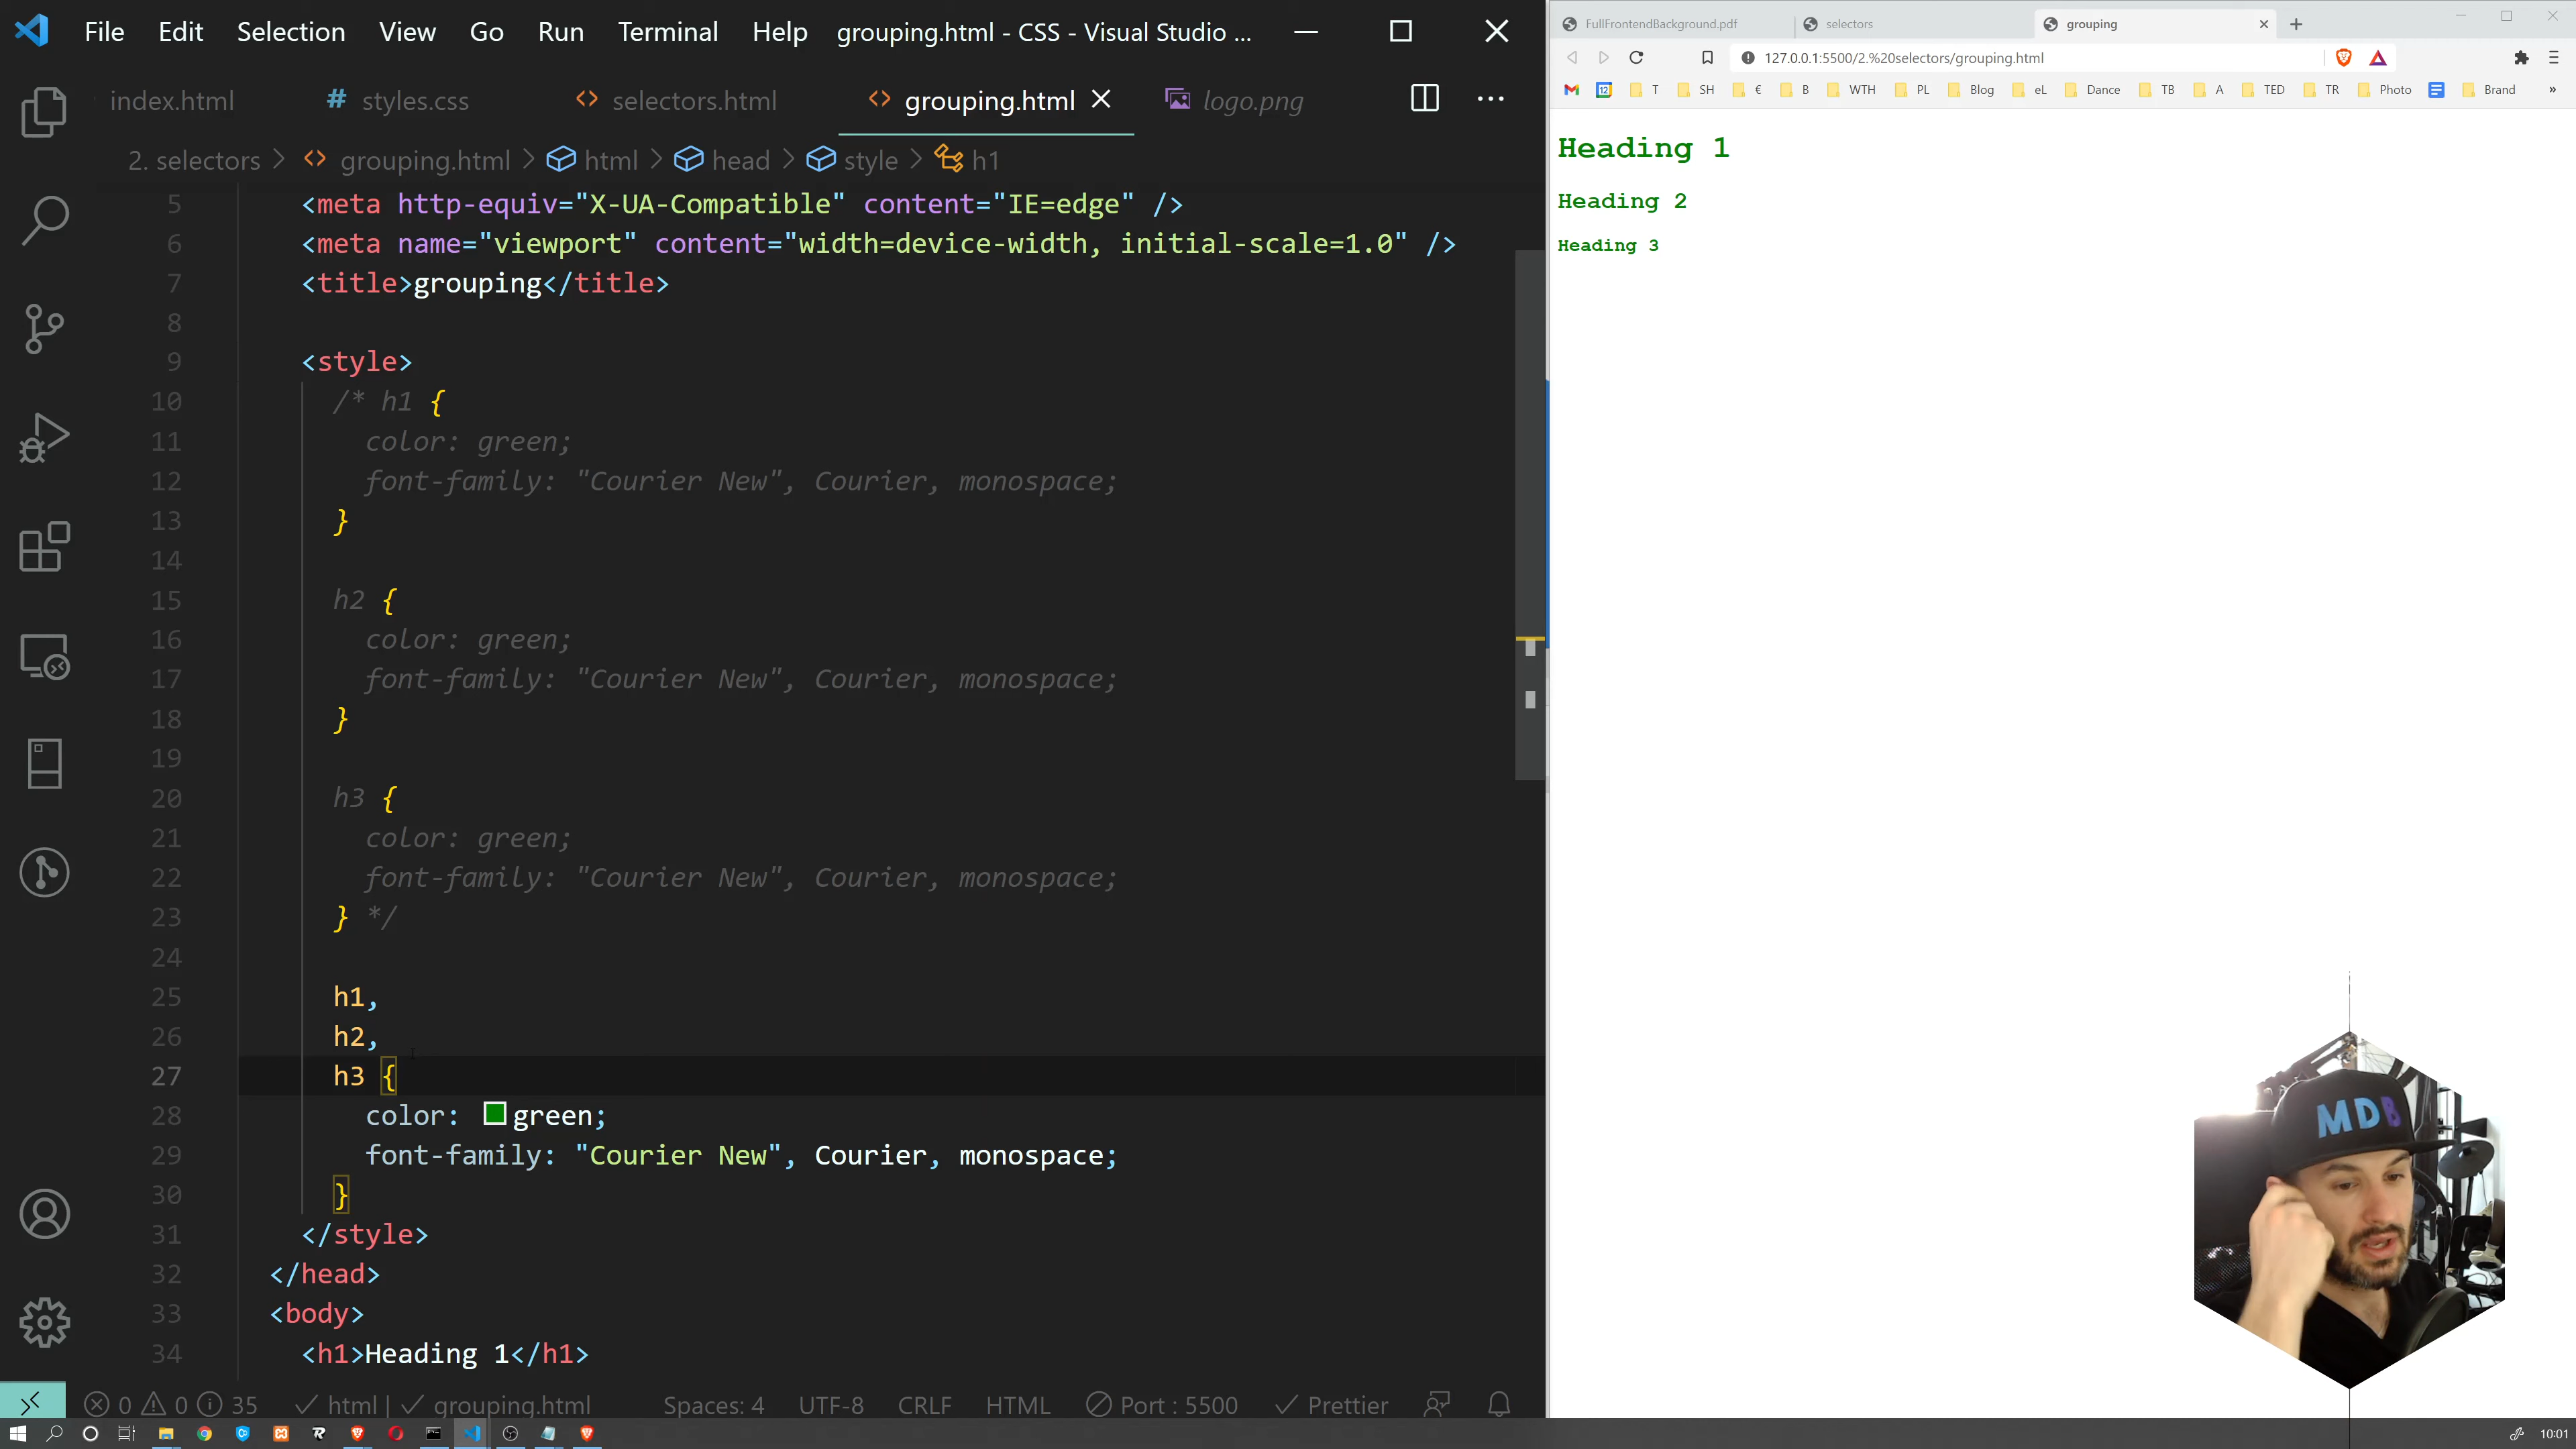 File Edit Selection View Go Run Terminal Help grouping.html - CSS - Visual Studio ...
index.html # styles.css <> selectors.html <> grouping.html logo.png
2. selectors > <> grouping.html > html > head > style > h1
5 <meta http-equiv="X-UA-Compatible" content="IE=edge" />
6 <meta name="viewport" content="width=device-width, initial-scale=1.0" />
7 <title>grouping</title>
8
9 <style>
10 /* h1 {
11 color: green;
12 font-family: "Courier New", Courier, monospace;
13 }
14
15 h2 {
16 color: green;
17 font-family: "Courier New", Courier, monospace;
18 }
19
20 h3 {
21 color: green;
22 font-family: "Courier New", Courier, monospace;
23 } */
24
25 h1,
26 h2,
27 h3 {
28 color: green;
29 font-family: "Courier New", Courier, monospace;
30 }
31 </style>
32 </head>
33 <body>
34 <h1>Heading 1</h1>
0 0 35 html | grouping.html Spaces: 4 UTF-8 CRLF HTML Port : 5500 Prettier
FullFrontendBackground.pdf selectors grouping
127.0.0.1:5500/2.%20selectors/grouping.html
12 T SH € B WTH PL Blog eL Dance TB A TED TR Photo Brand »
Heading 1
Heading 2
Heading 3
MDB
10:01